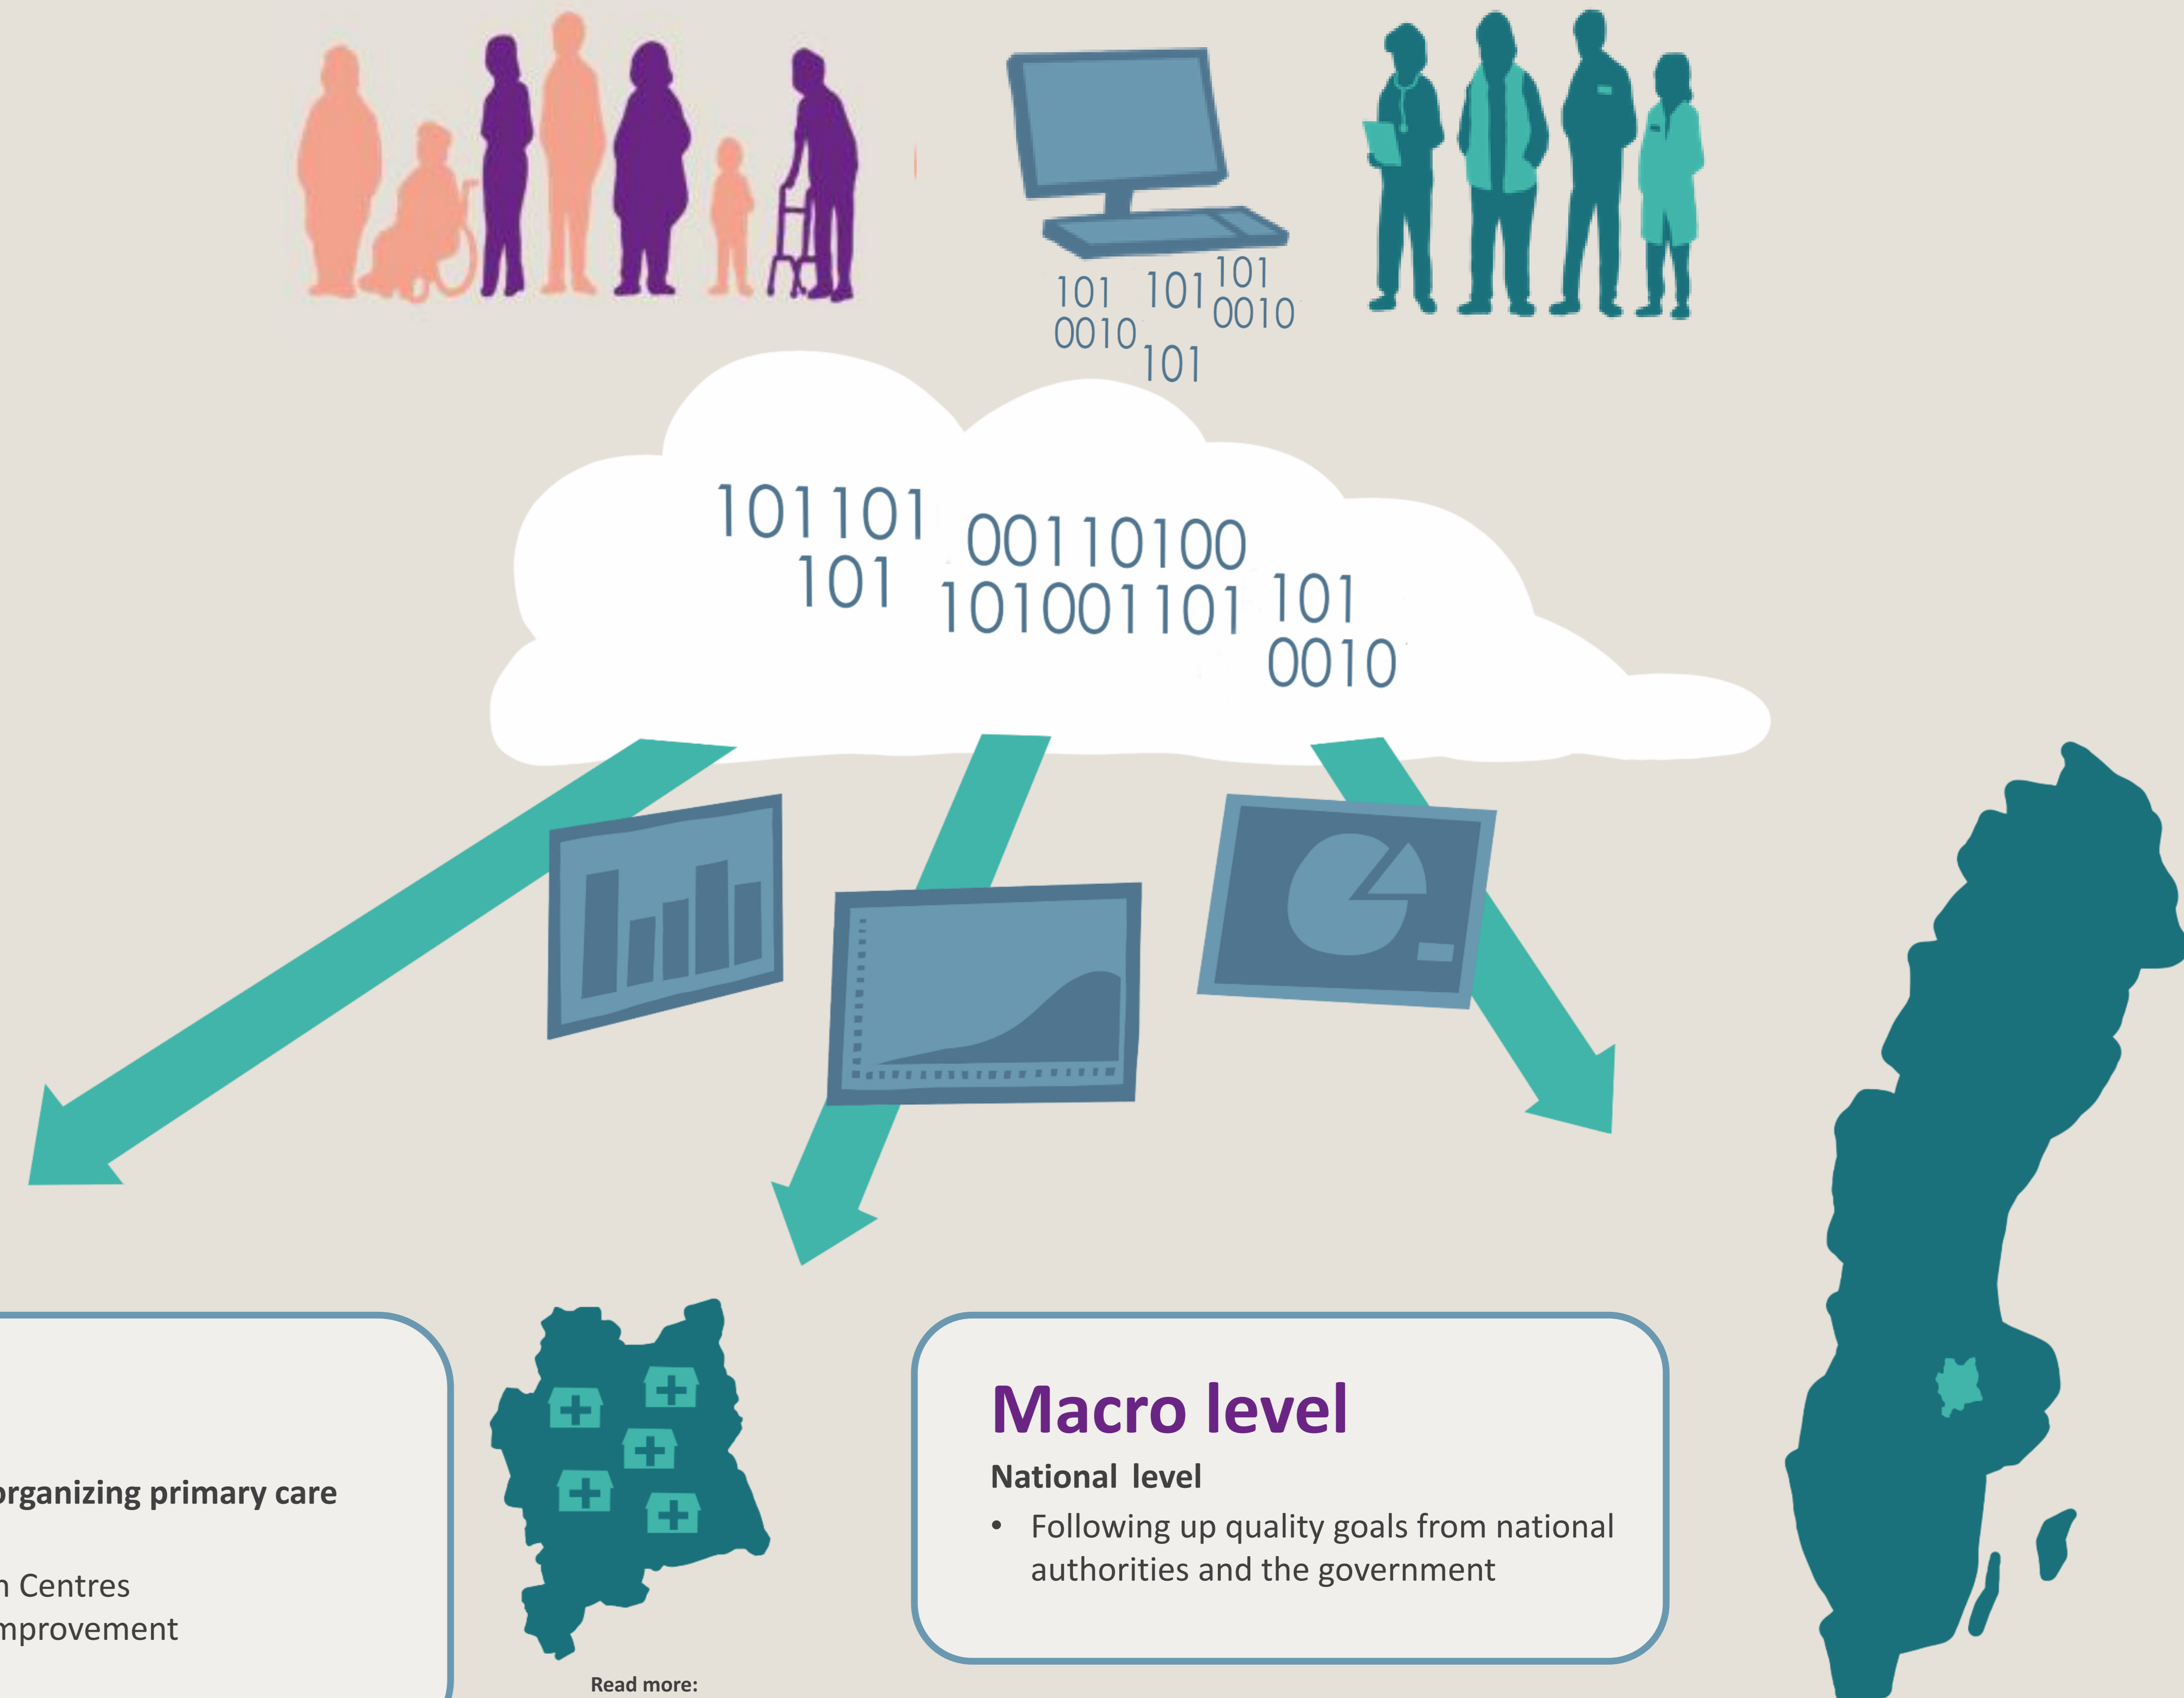 101 101 101
0010 0010
101
101101 00110100
101 101001101 101
0010
organizing primary care
Centres
Macro level
National level
• Following up quality goals from national
authorities and the government
Read more: